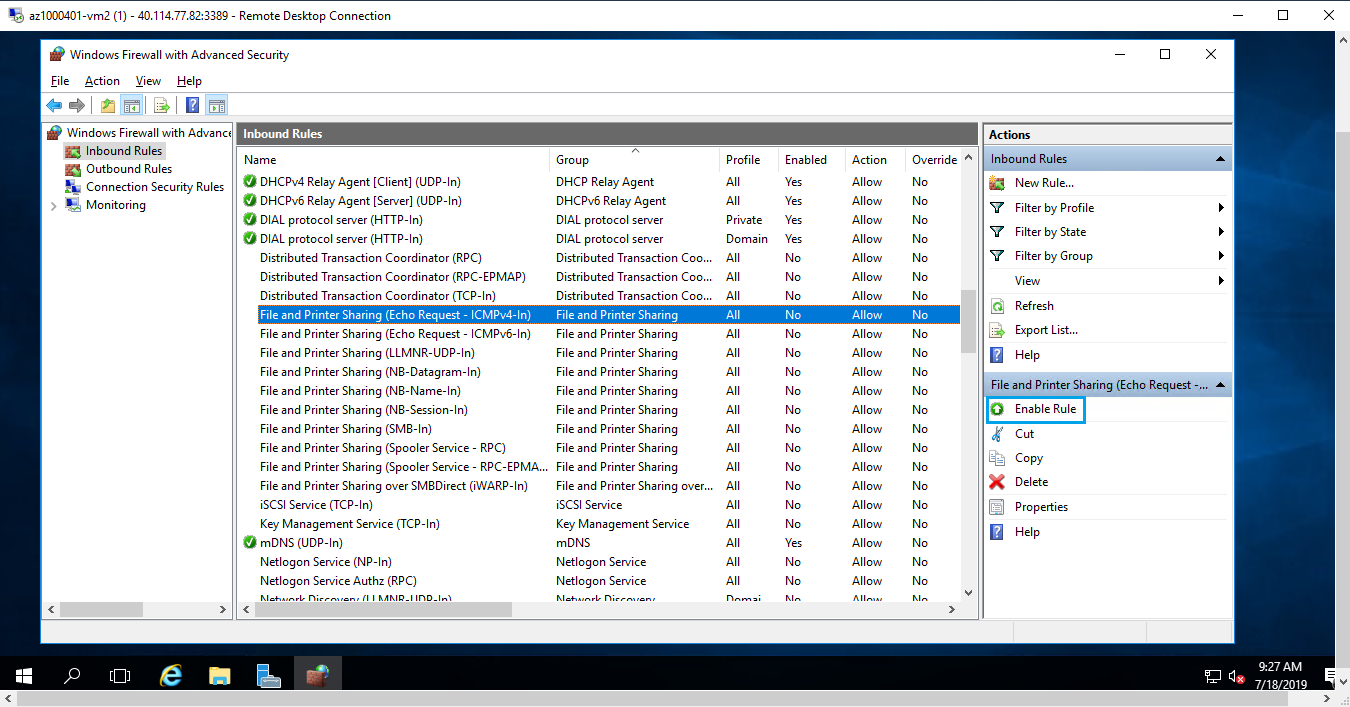 az1000401-vm2 (1) - 40.114.77.82:3389 - Remote Desktop Connection
Windows Firewall with Advanced Security
File Action View Help
Windows Firewall with Advance
Inbound Rules
Outbound Rules
Connection Security Rules
Monitoring
Inbound Rules
Name Group Profile Enabled Action Override
DHCPv4 Relay Agent [Client] (UDP-In) DHCP Relay Agent All Yes Allow No
DHCPv6 Relay Agent [Server] (UDP-In) DHCPv6 Relay Agent All Yes Allow No
DIAL protocol server (HTTP-In) DIAL protocol server Private Yes Allow No
DIAL protocol server (HTTP-In) DIAL protocol server Domain Yes Allow No
Distributed Transaction Coordinator (RPC) Distributed Transaction Coo... All No Allow No
Distributed Transaction Coordinator (RPC-EPMAP) Distributed Transaction Coo... All No Allow No
Distributed Transaction Coordinator (TCP-In) Distributed Transaction Coo... All No Allow No
File and Printer Sharing (Echo Request - ICMPv4-In) File and Printer Sharing All No Allow No
File and Printer Sharing (Echo Request - ICMPv6-In) File and Printer Sharing All No Allow No
File and Printer Sharing (LLMNR-UDP-In) File and Printer Sharing All No Allow No
File and Printer Sharing (NB-Datagram-In) File and Printer Sharing All No Allow No
File and Printer Sharing (NB-Name-In) File and Printer Sharing All No Allow No
File and Printer Sharing (NB-Session-In) File and Printer Sharing All No Allow No
File and Printer Sharing (SMB-In) File and Printer Sharing All No Allow No
File and Printer Sharing (Spooler Service - RPC) File and Printer Sharing All No Allow No
File and Printer Sharing (Spooler Service - RPC-EPMA... File and Printer Sharing All No Allow No
File and Printer Sharing over SMBDirect (iWARP-In) File and Printer Sharing over... All No Allow No
iSCSI Service (TCP-In) iSCSI Service All No Allow No
Key Management Service (TCP-In) Key Management Service All No Allow No
mDNS (UDP-In) mDNS All Yes Allow No
Netlogon Service (NP-In) Netlogon Service All No Allow No
Netlogon Service Authz (RPC) Netlogon Service All No Allow No
Network Discovery (LLMNR-UDP-In) Network Discovery Domai No Allow No
Actions
Inbound Rules
New Rule...
Filter by Profile
Filter by State
Filter by Group
View
Refresh
Export List...
Help
File and Printer Sharing (Echo Request -...
Enable Rule
Cut
Copy
Delete
Properties
Help
9:27 AM
7/18/2019